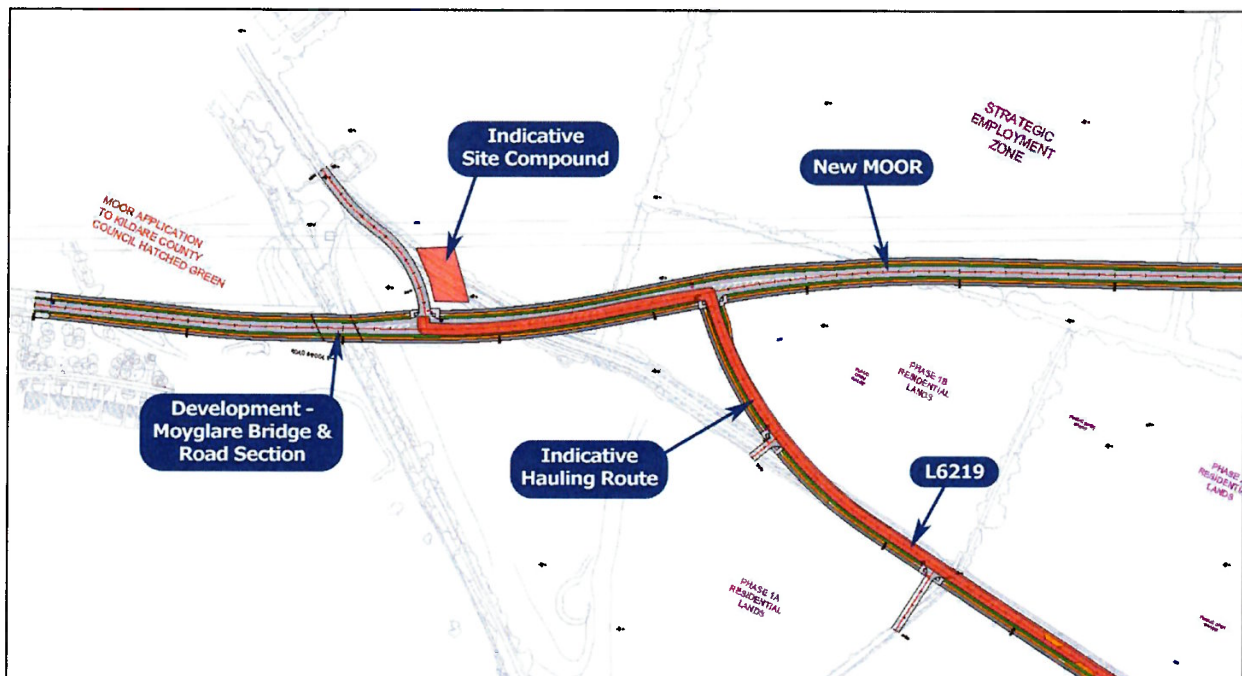 STRATEGIC
EMPLOYMENT
ZONE
Indicative
Site Compound
New MOOR
MOOR APPLICATION
TO KILDARE COUNTY
COUNCIL HATCHED GREEN
PHASE 1B
RESIDENTIAL
LANDS
Development -
Moyglare Bridge &
Road Section
Indicative
Hauling Route
L6219
PHASE
RESIDENTIA
LANDS
PHASE 1A
RESIDENTIAL
LANDS